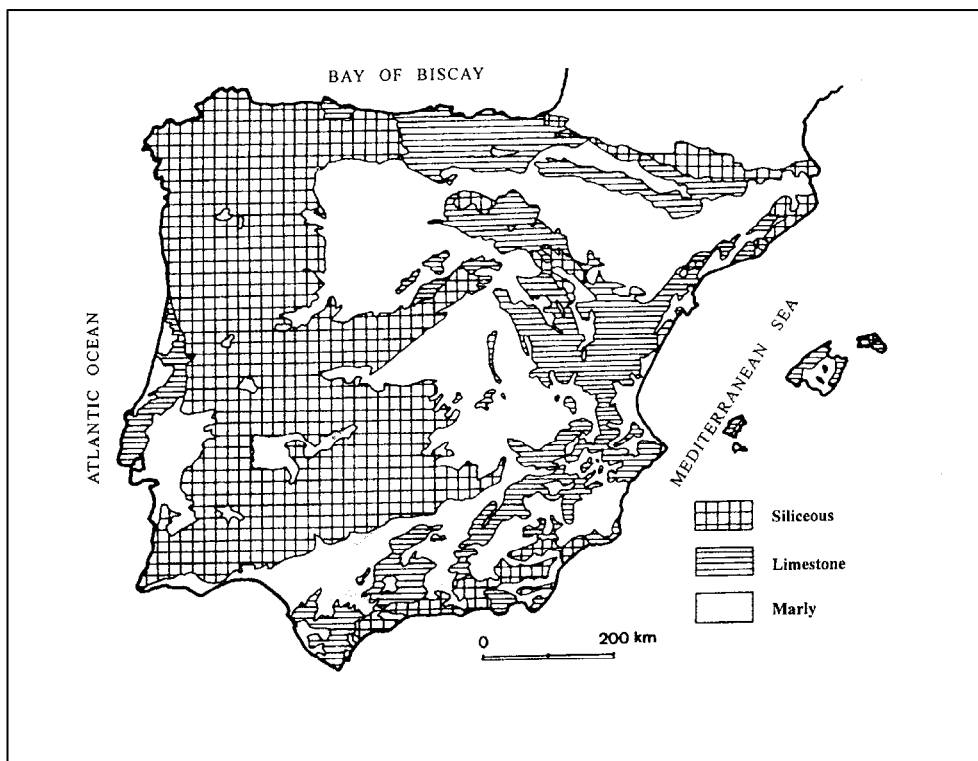 BAY OF BISCAY
ATLANTIC OCEAN
MEDITERRANEAN SEA
Siliceous
Limestone
Marly
0 200 km